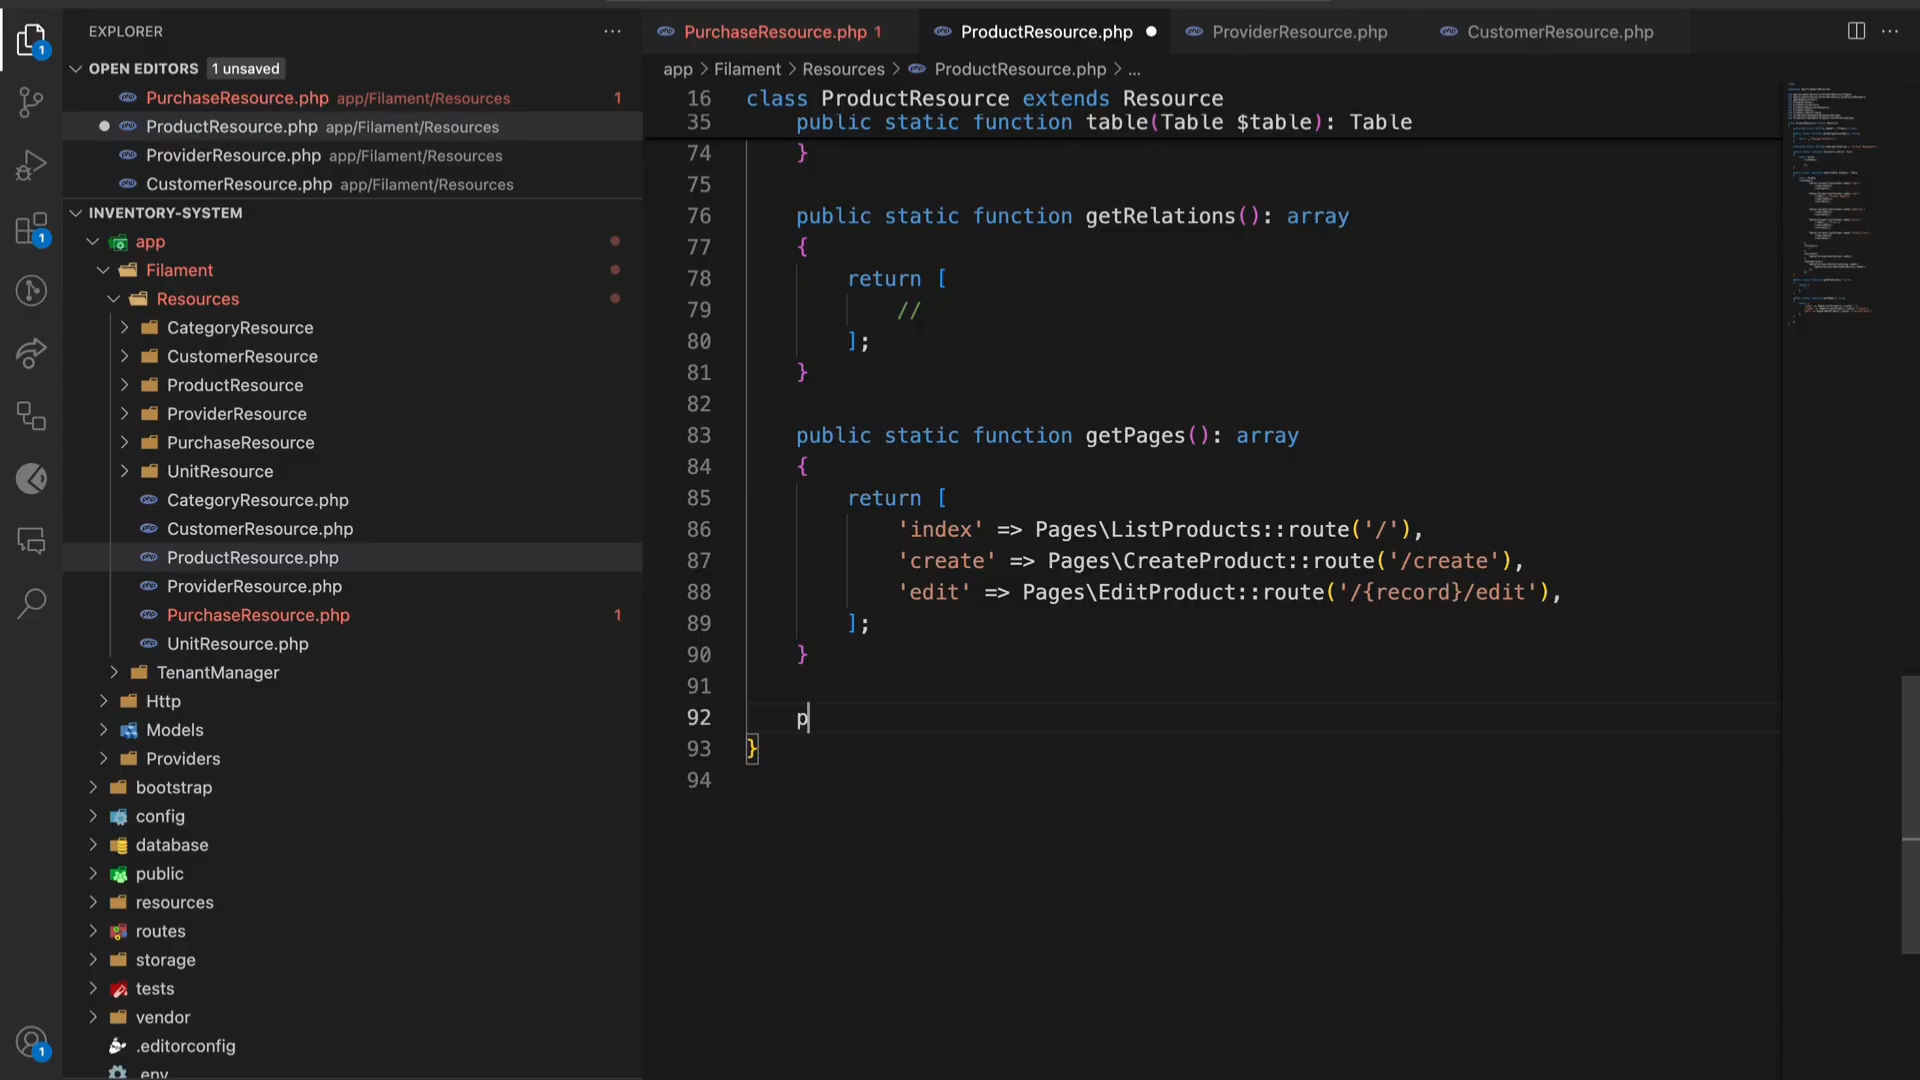 EXPLORER
OPEN EDITORS 1 unsaved
PurchaseResource.php app/Filament/Resources 1
ProductResource.php app/Filament/Resources
ProviderResource.php app/Filament/Resources
CustomerResource.php app/Filament/Resources
INVENTORY-SYSTEM
app
Filament
Resources
CategoryResource
CustomerResource
ProductResource
ProviderResource
PurchaseResource
UnitResource
CategoryResource.php
CustomerResource.php
ProductResource.php
ProviderResource.php
PurchaseResource.php 1
UnitResource.php
TenantManager
Http
Models
Providers
bootstrap
config
database
public
resources
routes
storage
tests
vendor
.editorconfig
.env
1
1
1
PurchaseResource.php 1 ProductResource.php ProviderResource.php CustomerResource.php
app > Filament > Resources > ProductResource.php > ...
16 class ProductResource extends Resource
35 public static function table(Table $table): Table
74 }
75
76 public static function getRelations(): array
77 {
78 return [
79 //
80 ];
81 }
82
83 public static function getPages(): array
84 {
85 return [
86 'index' => Pages\ListProducts::route('/'),
87 'create' => Pages\CreateProduct::route('/create'),
88 'edit' => Pages\EditProduct::route('/{record}/edit'),
89 ];
90 }
91
92 p
93 }
94